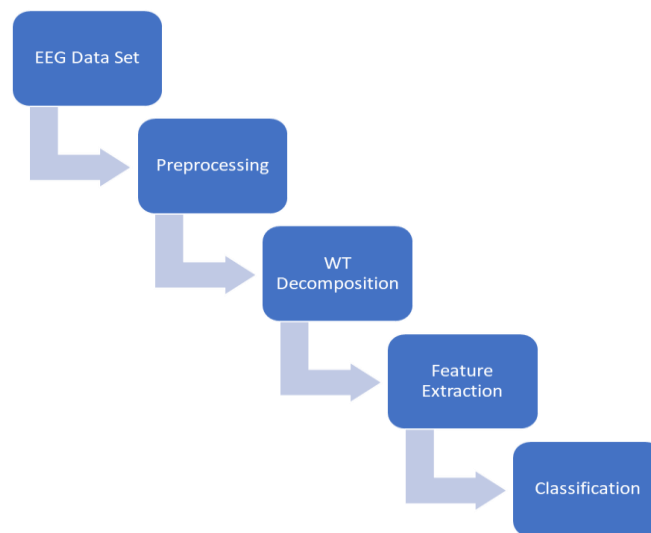 EEG Data Set
Preprocessing
WT
Decomposition
Feature
Extraction
Classification